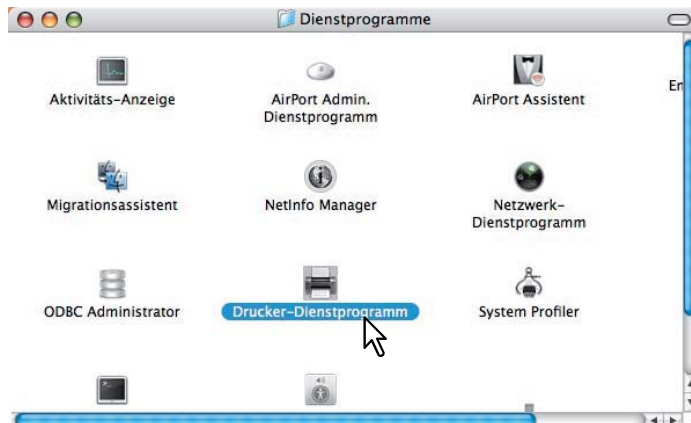 Dienstprogramme
Aktivitäts-Anzeige
AirPort Admin.
Dienstprogramm
AirPort Assistent
En
Migrationsassistent
NetInfo Manager
Netzwerk-
Dienstprogramm
ODBC Administrator
Drucker-Dienstprogramm
System Profiler